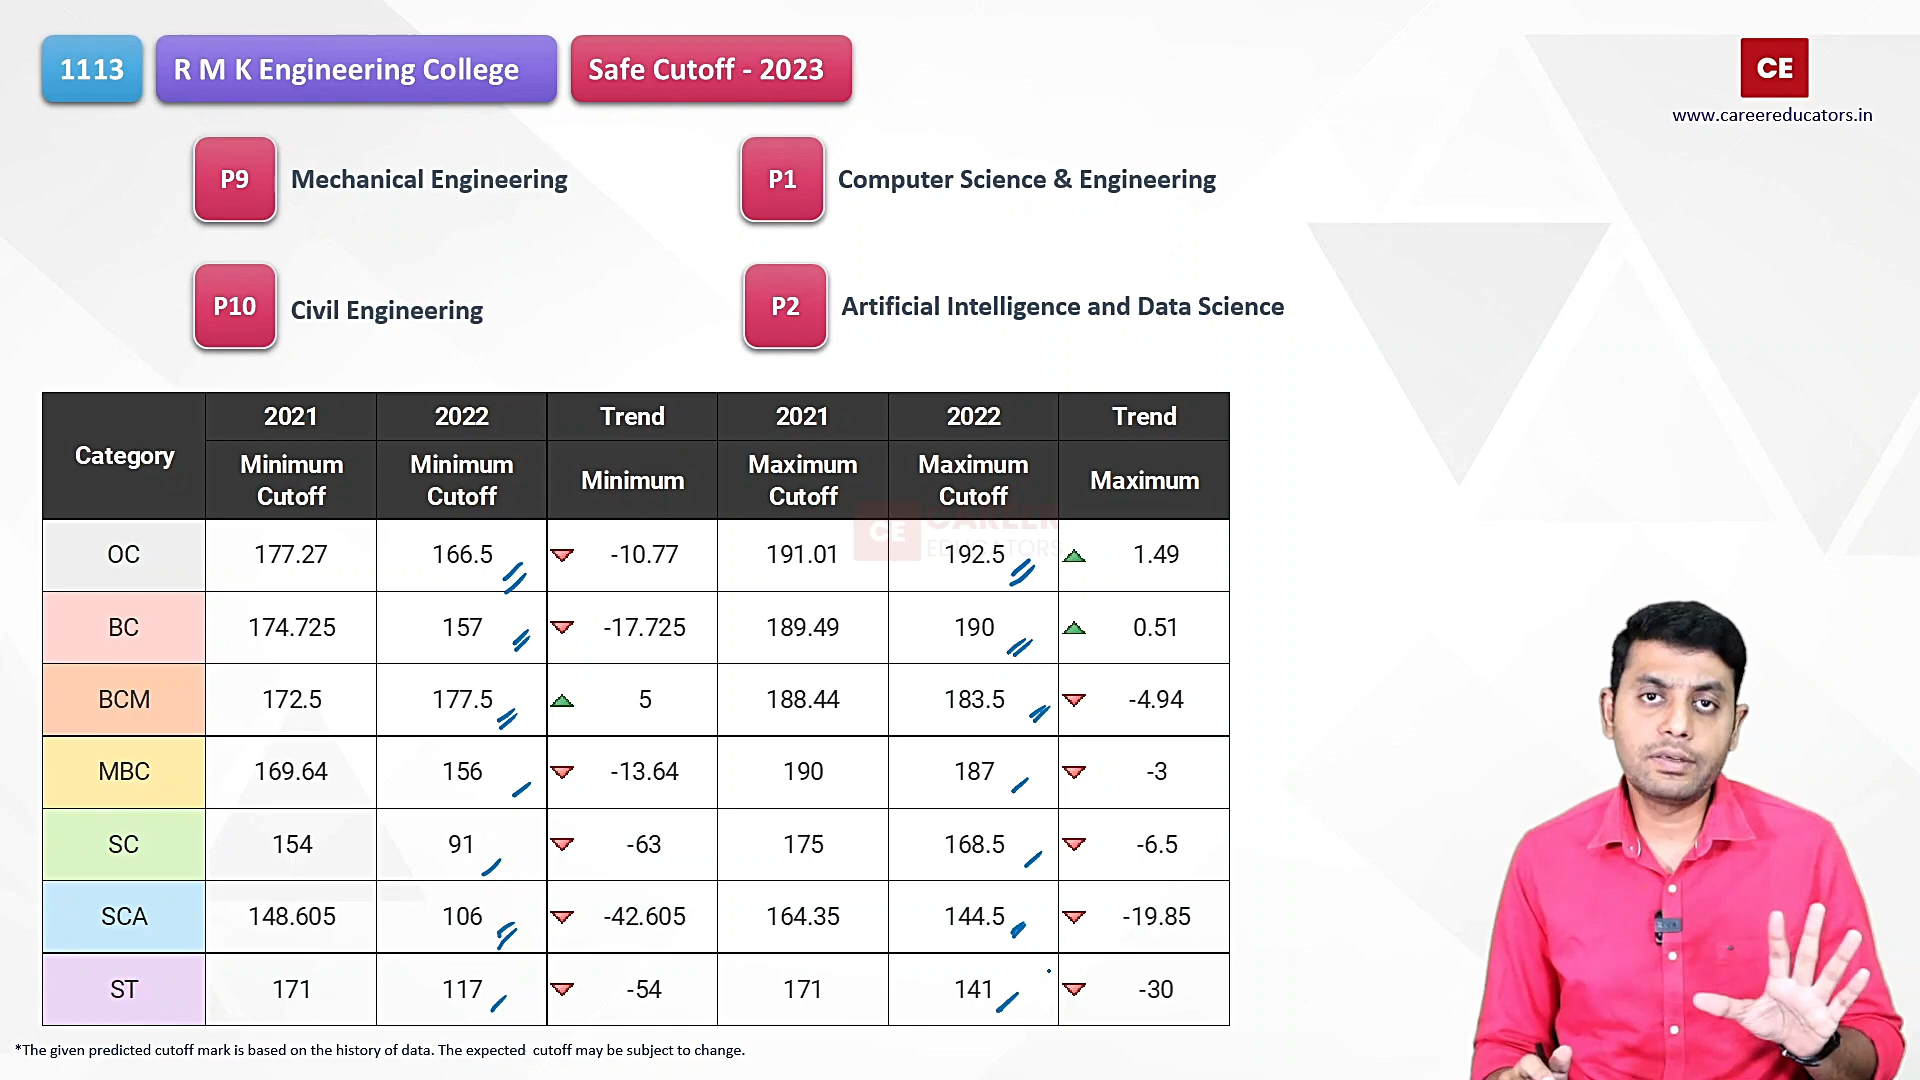 1113 R M K Engineering College Safe Cutoff - 2023
CE
www.careereducators.in
P9 Mechanical Engineering
P1 Computer Science & Engineering
P10 Civil Engineering
P2 Artificial Intelligence and Data Science
Category 2021 2022 Trend 2021 2022 Trend
Minimum Cutoff Minimum Cutoff Minimum Maximum Cutoff Maximum Cutoff Maximum
OC 177.27 166.5 -10.77 191.01 192.5 1.49
CE CAREER
EDUCATORS
BC 174.725 157 -17.725 189.49 190 0.51
BCM 172.5 177.5 5 188.44 183.5 -4.94
MBC 169.64 156 -13.64 190 187 -3
SC 154 91 -63 175 168.5 -6.5
SCA 148.605 106 -42.605 164.35 144.5 -19.85
ST 171 117 -54 171 141 -30
*The given predicted cutoff mark is based on the history of data. The expected cutoff may be subject to change.